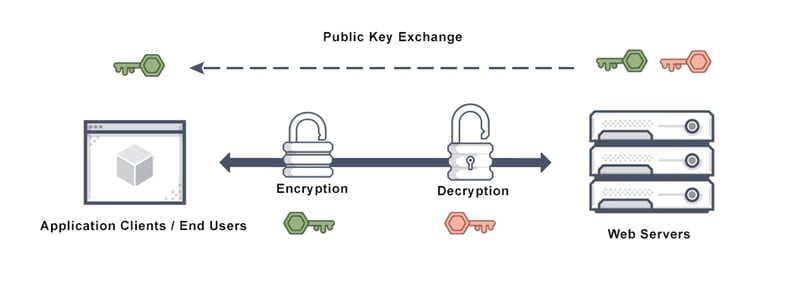 Public Key Exchange
Encryption
Decryption
Application Clients / End Users
Web Servers